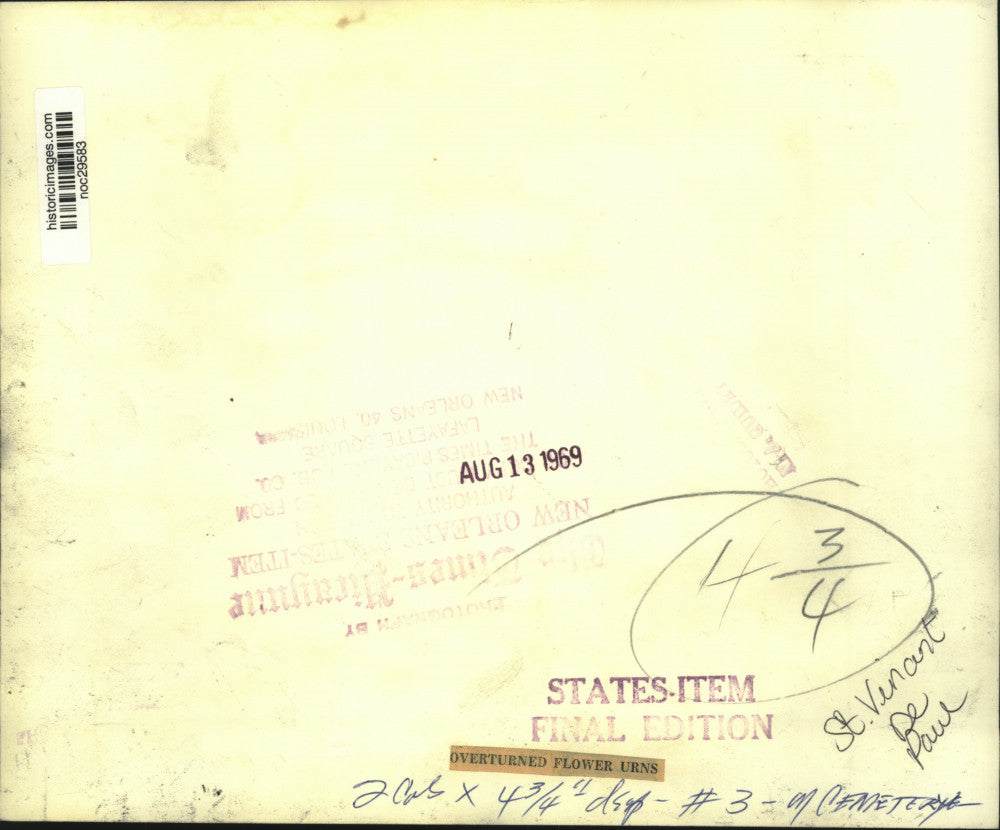 historicimages.com
noc29583
NEW ORLEANS 40, LOUISIANA
LAFAYETTE SQUARE
THE TIMES PICAYUNE PUB. CO.
FROM
AUTHORITY
NEW ORLEANS STATES-ITEM
The Times-Picayune
PHOTOGRAPH BY
AUG 13 1969
4 3/4
STATES-ITEM
FINAL EDITION
St. Vincent
De
Paul
OVERTURNED FLOWER URNS
2 Cols x 4 3/4" deep - # 3 - CEMETERY